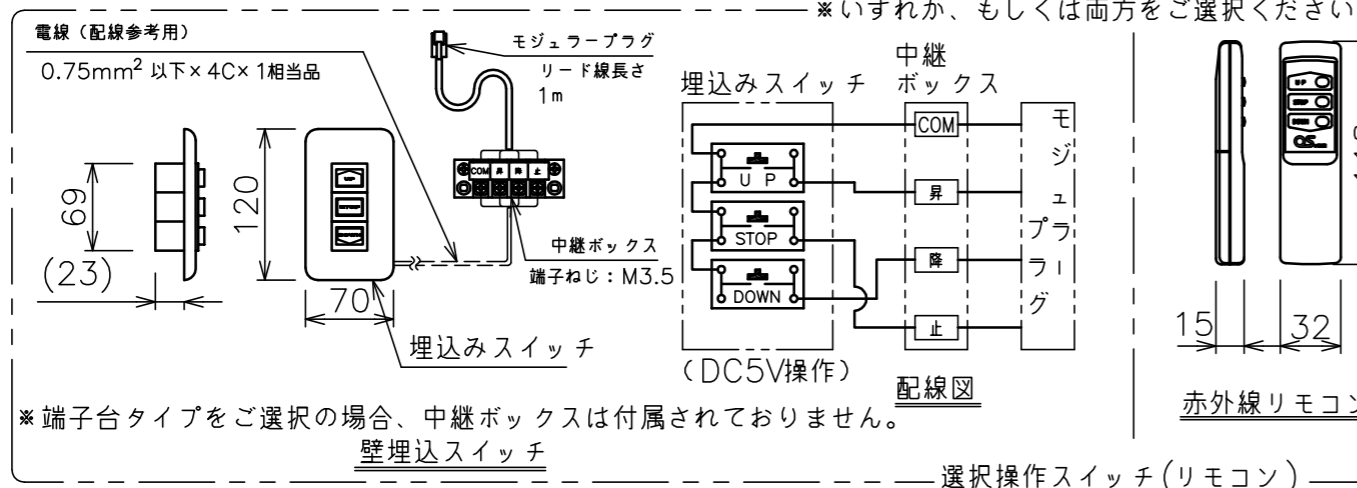 ※いずれか、もしくは両方をご選択ください
電線（配線参考用）
0.75mm² 以下×4C×1相当品
モジュラープラグ
リード線長さ
1m
COM 昇 降 止
中継ボックス
端子ねじ：M3.5
69
(23)
120
70
UP
埋込みスイッチ
埋込みスイッチ
中継
ボックス
UP
STOP
DOWN
COM
昇
降
止
モジュラープラグ
(DC5V操作)
配線図
UP
STOP
DOWN
OS
15
32
赤外線リモコン
※端子台タイプをご選択の場合、中継ボックスは付属されておりません。
壁埋込スイッチ
選択操作スイッチ(リモコン)